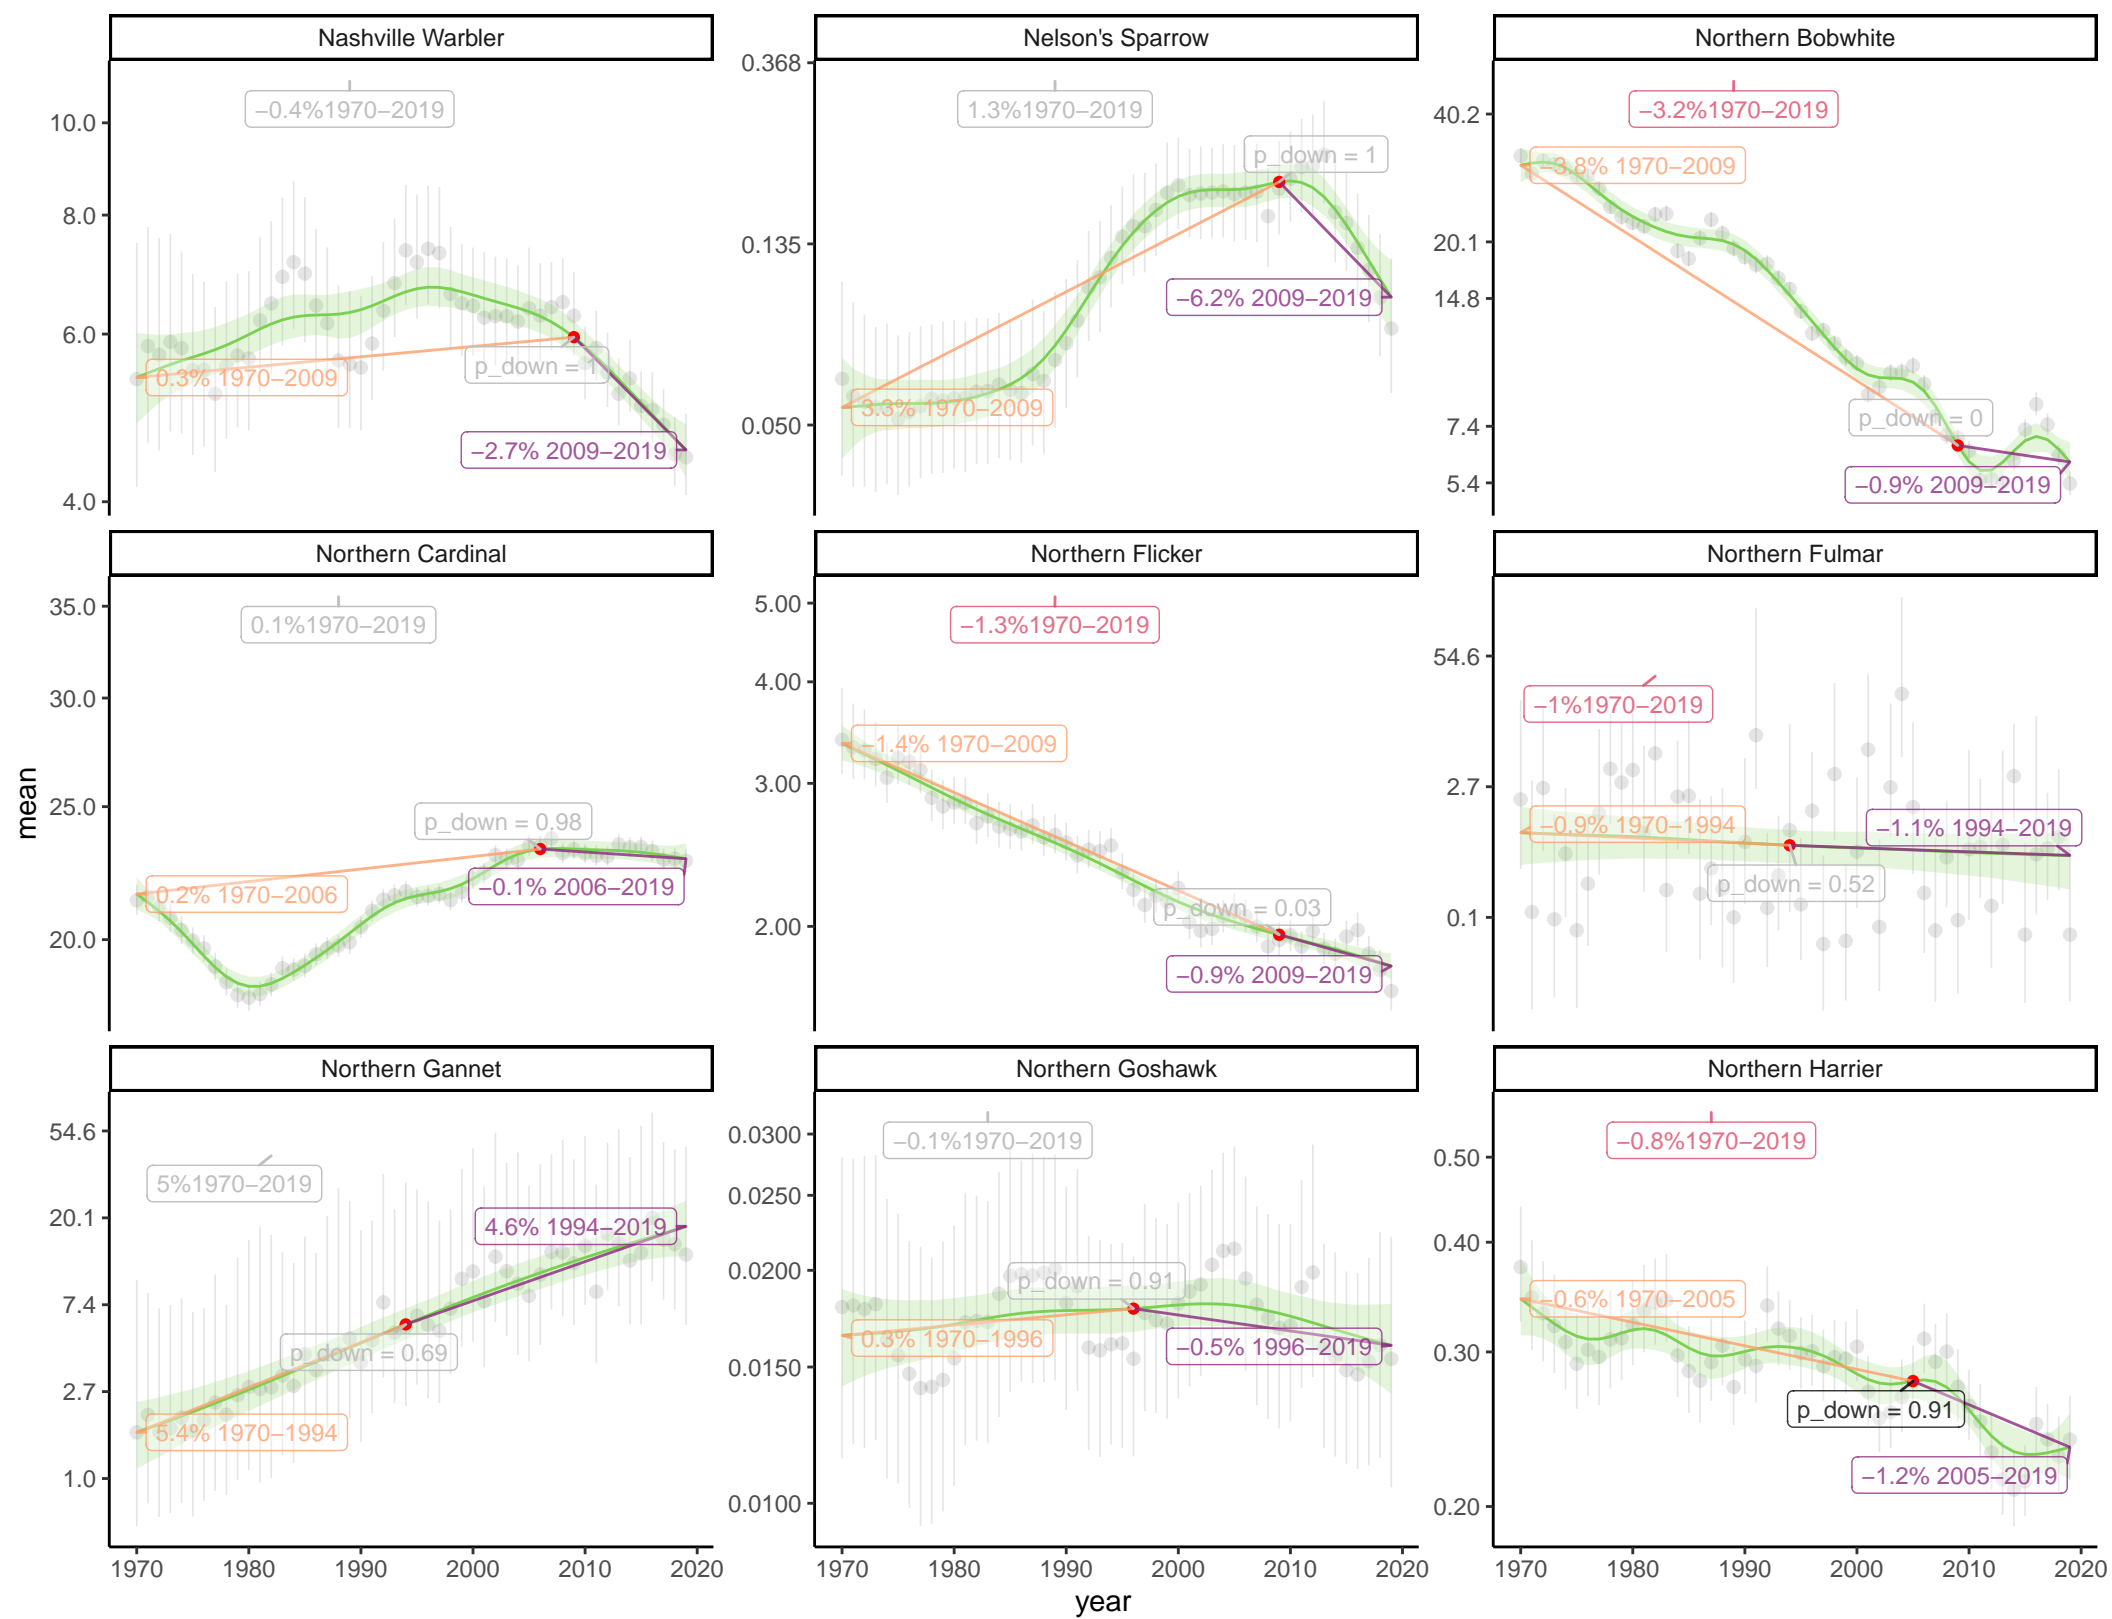 Nashville Warbler
Nelson's Sparrow
Northern Bobwhite
10.0
8.0
6.0
4.0
−0.4%1970−2019
0.3% 1970−2009
p_down = 1
−2.7% 2009−2019
0.368
0.135
0.050
1.3%1970−2019
p_down = 1
3.3% 1970−2009
−6.2% 2009−2019
40.2
20.1
14.8
7.4
5.4
−3.2%1970−2019
−3.8% 1970−2009
p_down = 0
−0.9% 2009−2019
Northern Cardinal
Northern Flicker
Northern Fulmar
mean
35.0
30.0
25.0
20.0
0.1%1970−2019
p_down = 0.98
0.2% 1970−2006
−0.1% 2006−2019
5.00
4.00
3.00
2.00
−1.3%1970−2019
−1.4% 1970−2009
p_down = 0.03
−0.9% 2009−2019
54.6
2.7
0.1
−1%1970−2019
−0.9% 1970−1994
−1.1% 1994−2019
p_down = 0.52
Northern Gannet
Northern Goshawk
Northern Harrier
54.6
20.1
7.4
2.7
1.0
5%1970−2019
4.6% 1994−2019
p_down = 0.69
5.4% 1970−1994
0.0300
0.0250
0.0200
0.0150
0.0100
−0.1%1970−2019
p_down = 0.91
0.3% 1970−1996
−0.5% 1996−2019
0.50
0.40
0.30
0.20
−0.8%1970−2019
−0.6% 1970−2005
p_down = 0.91
−1.2% 2005−2019
1970 1980 1990 2000 2010 2020
1970 1980 1990 2000 2010 2020
1970 1980 1990 2000 2010 2020
year